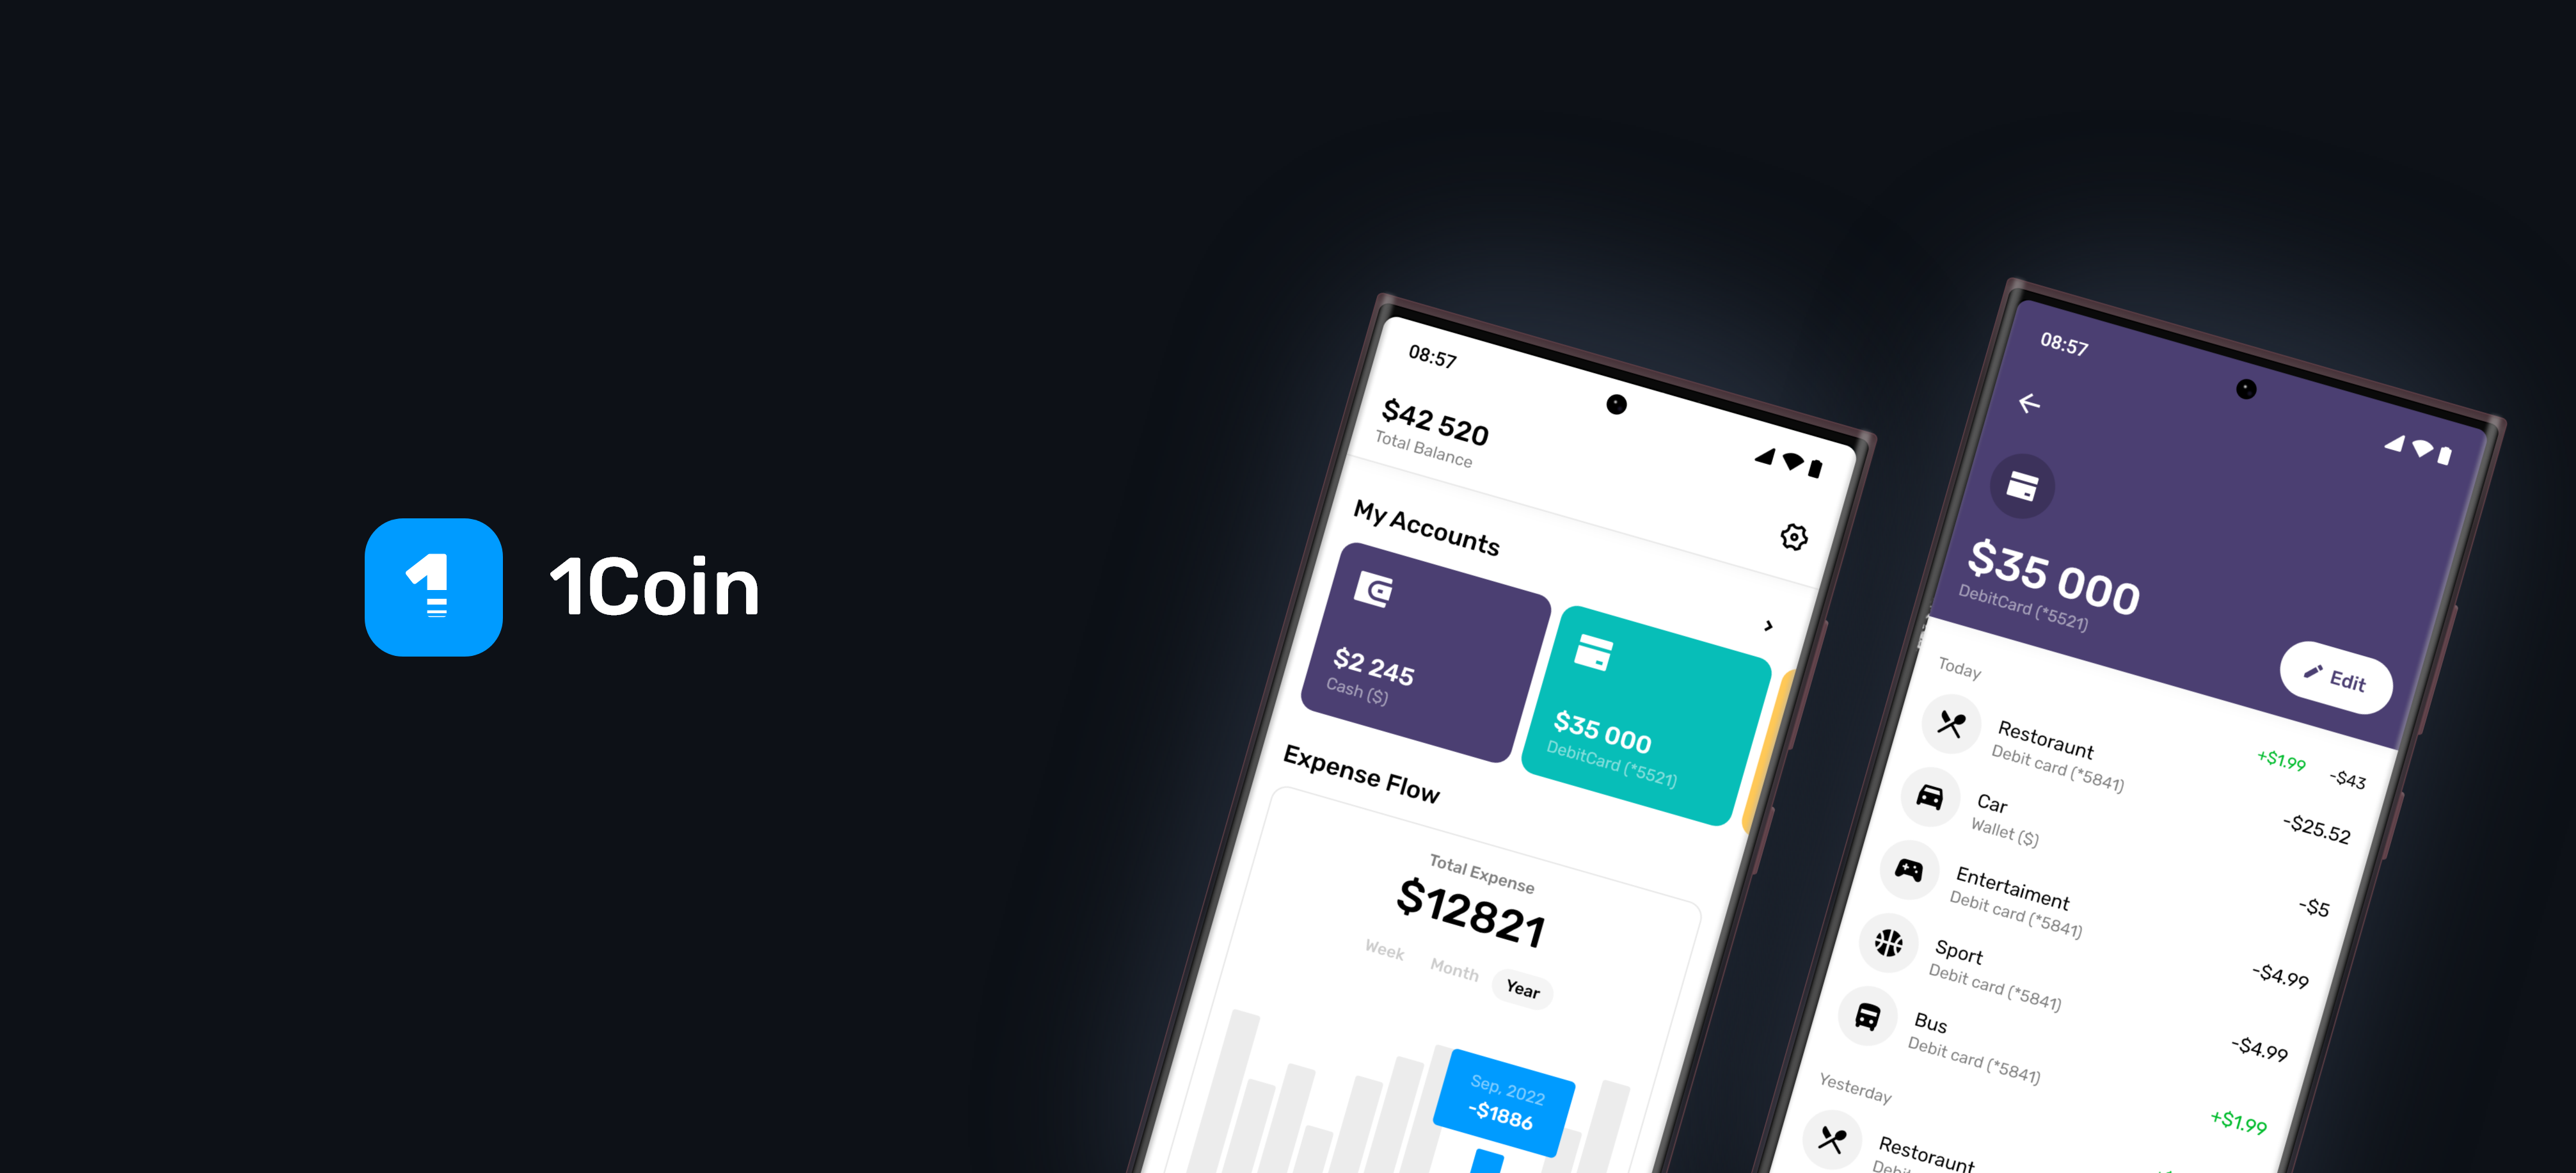 1Coin
08:57
$42 520
Total Balance
My Accounts
$2 245
Cash ($)
$35 000
DebitCard (*5521)
Expense Flow
Total Expense
$12821
Week Month Year
Sep, 2022
-$1886
08:57
$35 000
DebitCard (*5521)
Edit
Today
+$1.99 -$43
Restoraunt
Debit card (*5841)
-$25.52
Car
Wallet ($)
-$5
Entertaiment
Debit card (*5841)
-$4.99
Sport
Debit card (*5841)
-$4.99
Bus
Debit card (*5841)
Yesterday
+$1.99
Restoraunt